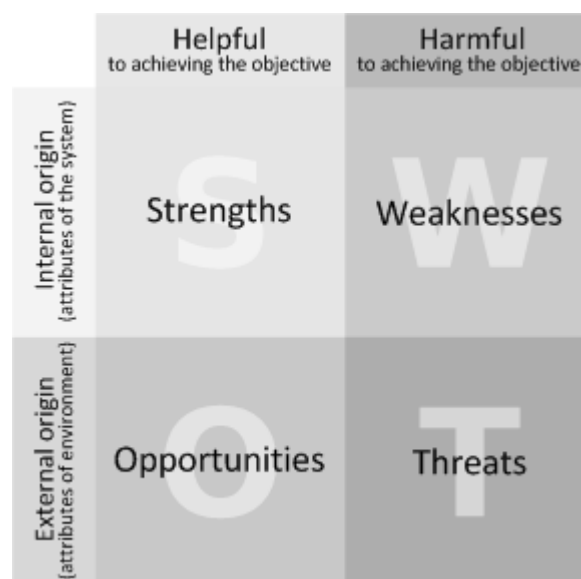 Helpful
to achieving the objective
Harmful
to achieving the objective
Internal origin
(attributes of the system)
S
Strengths
W
Weaknesses
External origin
(attributes of environment)
O
Opportunities
T
Threats